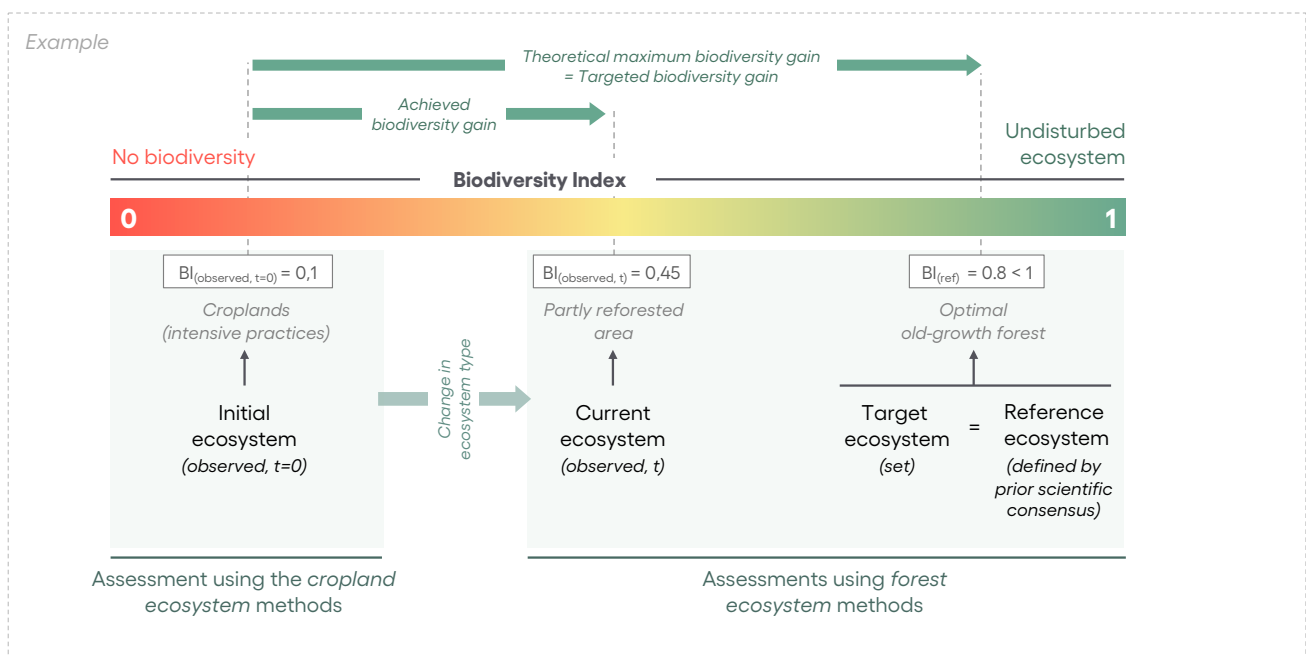 Example
Theoretical maximum biodiversity gain
= Targeted biodiversity gain
Achieved
biodiversity gain
No biodiversity
Undisturbed
ecosystem
Biodiversity Index
0
1
BI(observed, t=0) = 0,1
BI(observed, t) = 0,45
BI(ref) = 0.8 < 1
Croplands
(intensive practices)
Partly reforested
area
Optimal
old-growth forest
Change in
ecosystem type
Initial
ecosystem
(observed, t=0)
Current
ecosystem
(observed, t)
Target
ecosystem
(set)
=
Reference
ecosystem
(defined by
prior scientific
consensus)
Assessment using the cropland
ecosystem methods
Assessments using forest
ecosystem methods